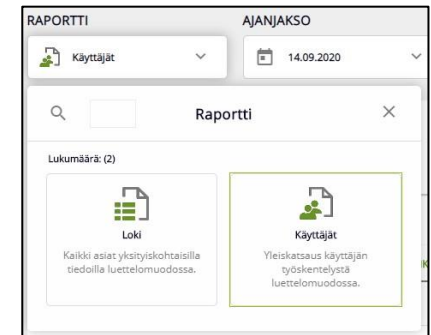 RAPORTTI
AJANJAKSO
Käyttäjät
14.09.2020
Raportti
Lukumäärä: (2)
Loki
Kaikki asiat yksityiskohtaisilla
tiedoilla luettelomuodossa.
Käyttäjät
Yleiskatsaus käyttäjän
työskentelystä
luettelomuodossa.